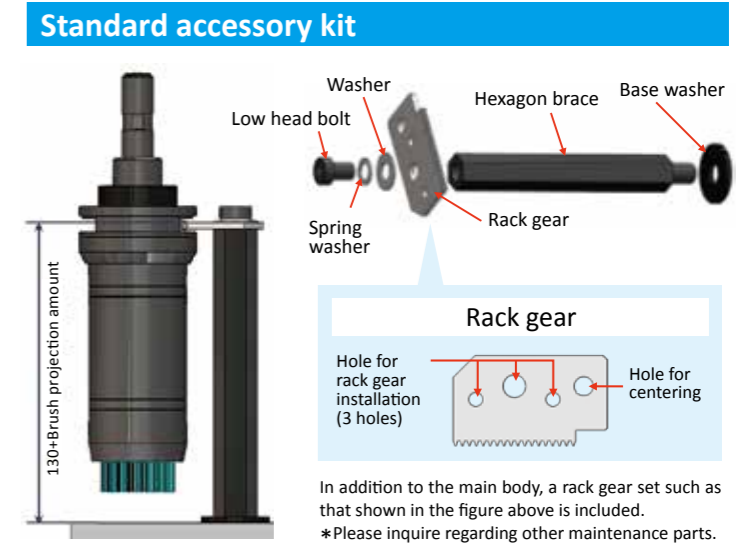 Standard accessory kit
Washer
Hexagon brace
Base washer
Low head bolt
Spring
washer
Rack gear
130+Brush projection amount
Rack gear
Hole for
rack gear
installation
(3 holes)
Hole for
centering
In addition to the main body, a rack gear set such as
that shown in the figure above is included.
*Please inquire regarding other maintenance parts.